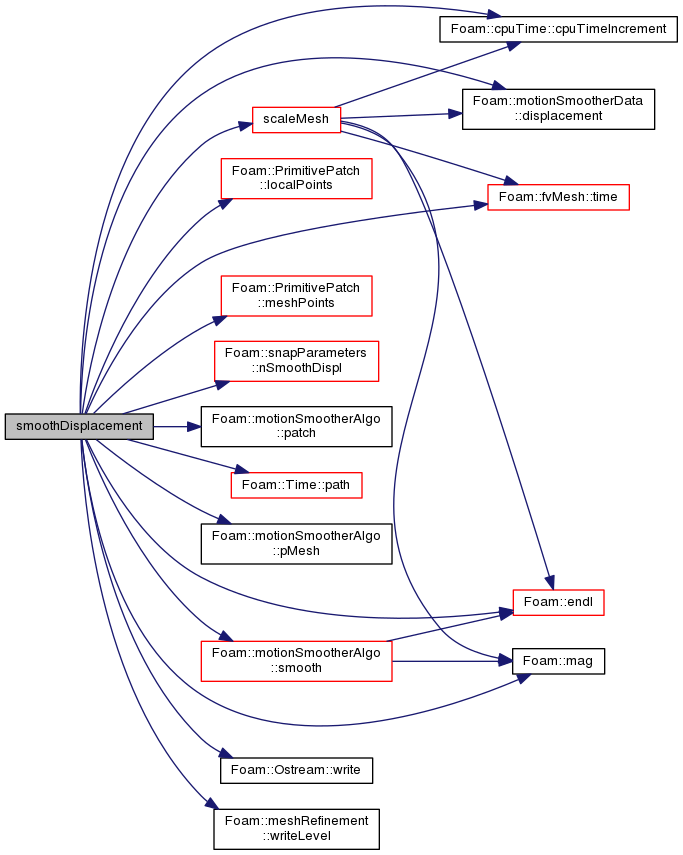 Foam::cpuTime::cpuTimeIncrement
Foam::motionSmootherData
::displacement
scaleMesh
Foam::PrimitivePatch
::localPoints
Foam::fvMesh::time
Foam::PrimitivePatch
::meshPoints
Foam::snapParameters
::nSmoothDispl
smoothDisplacement
Foam::motionSmootherAlgo
::patch
Foam::Time::path
Foam::motionSmootherAlgo
::pMesh
Foam::endl
Foam::motionSmootherAlgo
::smooth
Foam::mag
Foam::Ostream::write
Foam::meshRefinement
::writeLevel